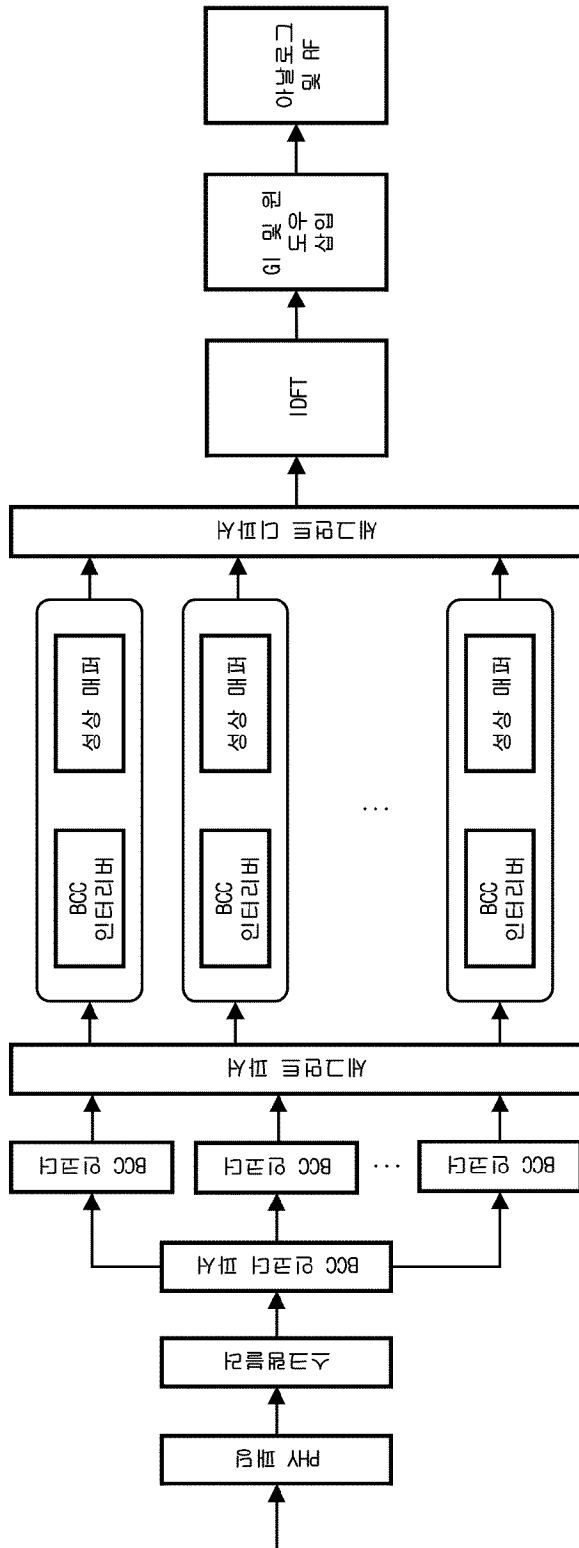 PHY 패딩
스크램블러
BCC 인코더 파서
BCC 인코더
BCC 인코더
...
BCC 인코더
세그먼트 파서
BCC
인터리버
성상 매퍼
BCC
인터리버
성상 매퍼
...
BCC
인터리버
성상 매퍼
세그먼트 디파서
IDFT
GI 및 윈
도우
삽입
아날로그
및 RF